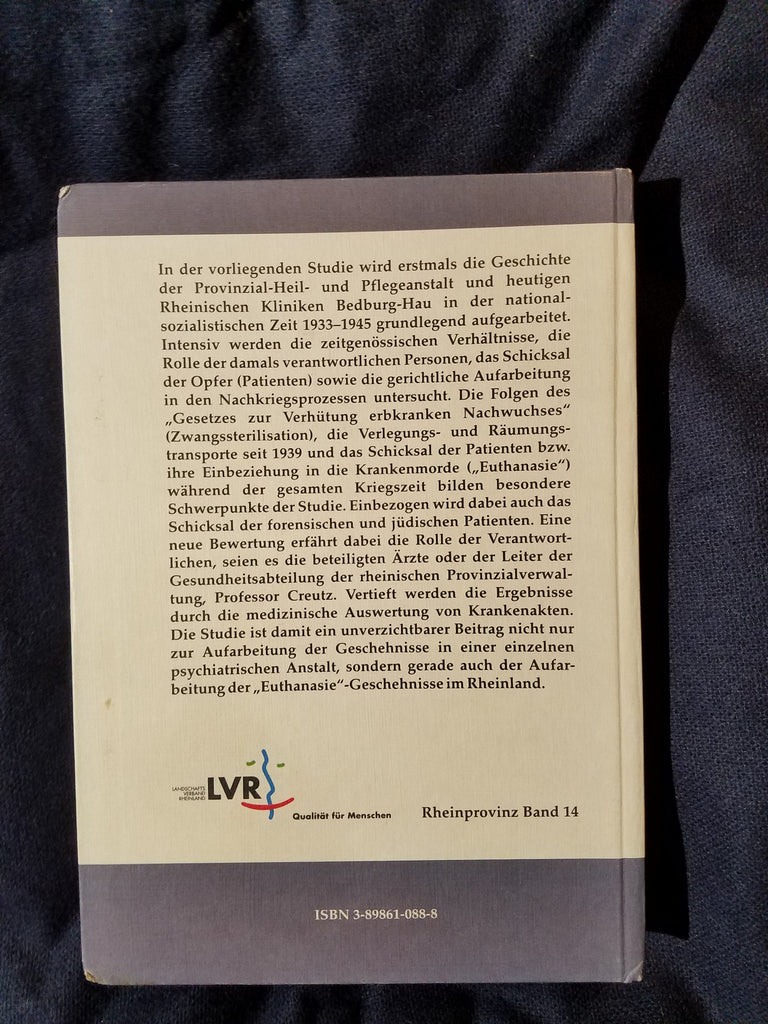 In der vorliegenden Studie wird erstmals die Geschichte
der Provinzial-Heil- und Pflegeanstalt und heutigen
Rheinischen Kliniken Bedburg-Hau in der national-
sozialistischen Zeit 1933–1945 grundlegend aufgearbeitet.
Intensiv werden die zeitgenössischen Verhältnisse, die
Rolle der damals verantwortlichen Personen, das Schicksal
der Opfer (Patienten) sowie die gerichtliche Aufarbeitung
in den Nachkriegsprozessen untersucht. Die Folgen des
„Gesetzes zur Verhütung erbkranken Nachwuchses“
(Zwangssterilisation), die Verlegungs- und Räumungs-
transporte seit 1939 und das Schicksal der Patienten bzw.
ihre Einbeziehung in die Krankenmorde („Euthanasie“)
während der gesamten Kriegszeit bilden besondere
Schwerpunkte der Studie. Einbezogen wird dabei auch das
Schicksal der forensischen und jüdischen Patienten. Eine
neue Bewertung erfährt dabei die Rolle der Verantwort-
lichen, seien es die beteiligten Ärzte oder der Leiter der
Gesundheitsabteilung der rheinischen Provinzialverwal-
tung, Professor Creutz. Vertieft werden die Ergebnisse
durch die medizinische Auswertung von Krankenakten.
Die Studie ist damit ein unverzichtbarer Beitrag nicht nur
zur Aufarbeitung der Geschehnisse in einer einzelnen
psychiatrischen Anstalt, sondern gerade auch der Aufar-
beitung der „Euthanasie“-Geschehnisse im Rheinland.
LANDSCHAFTS
VERBAND
RHEINLAND
LVR
Qualität für Menschen
Rheinprovinz Band 14
ISBN 3-89861-088-8